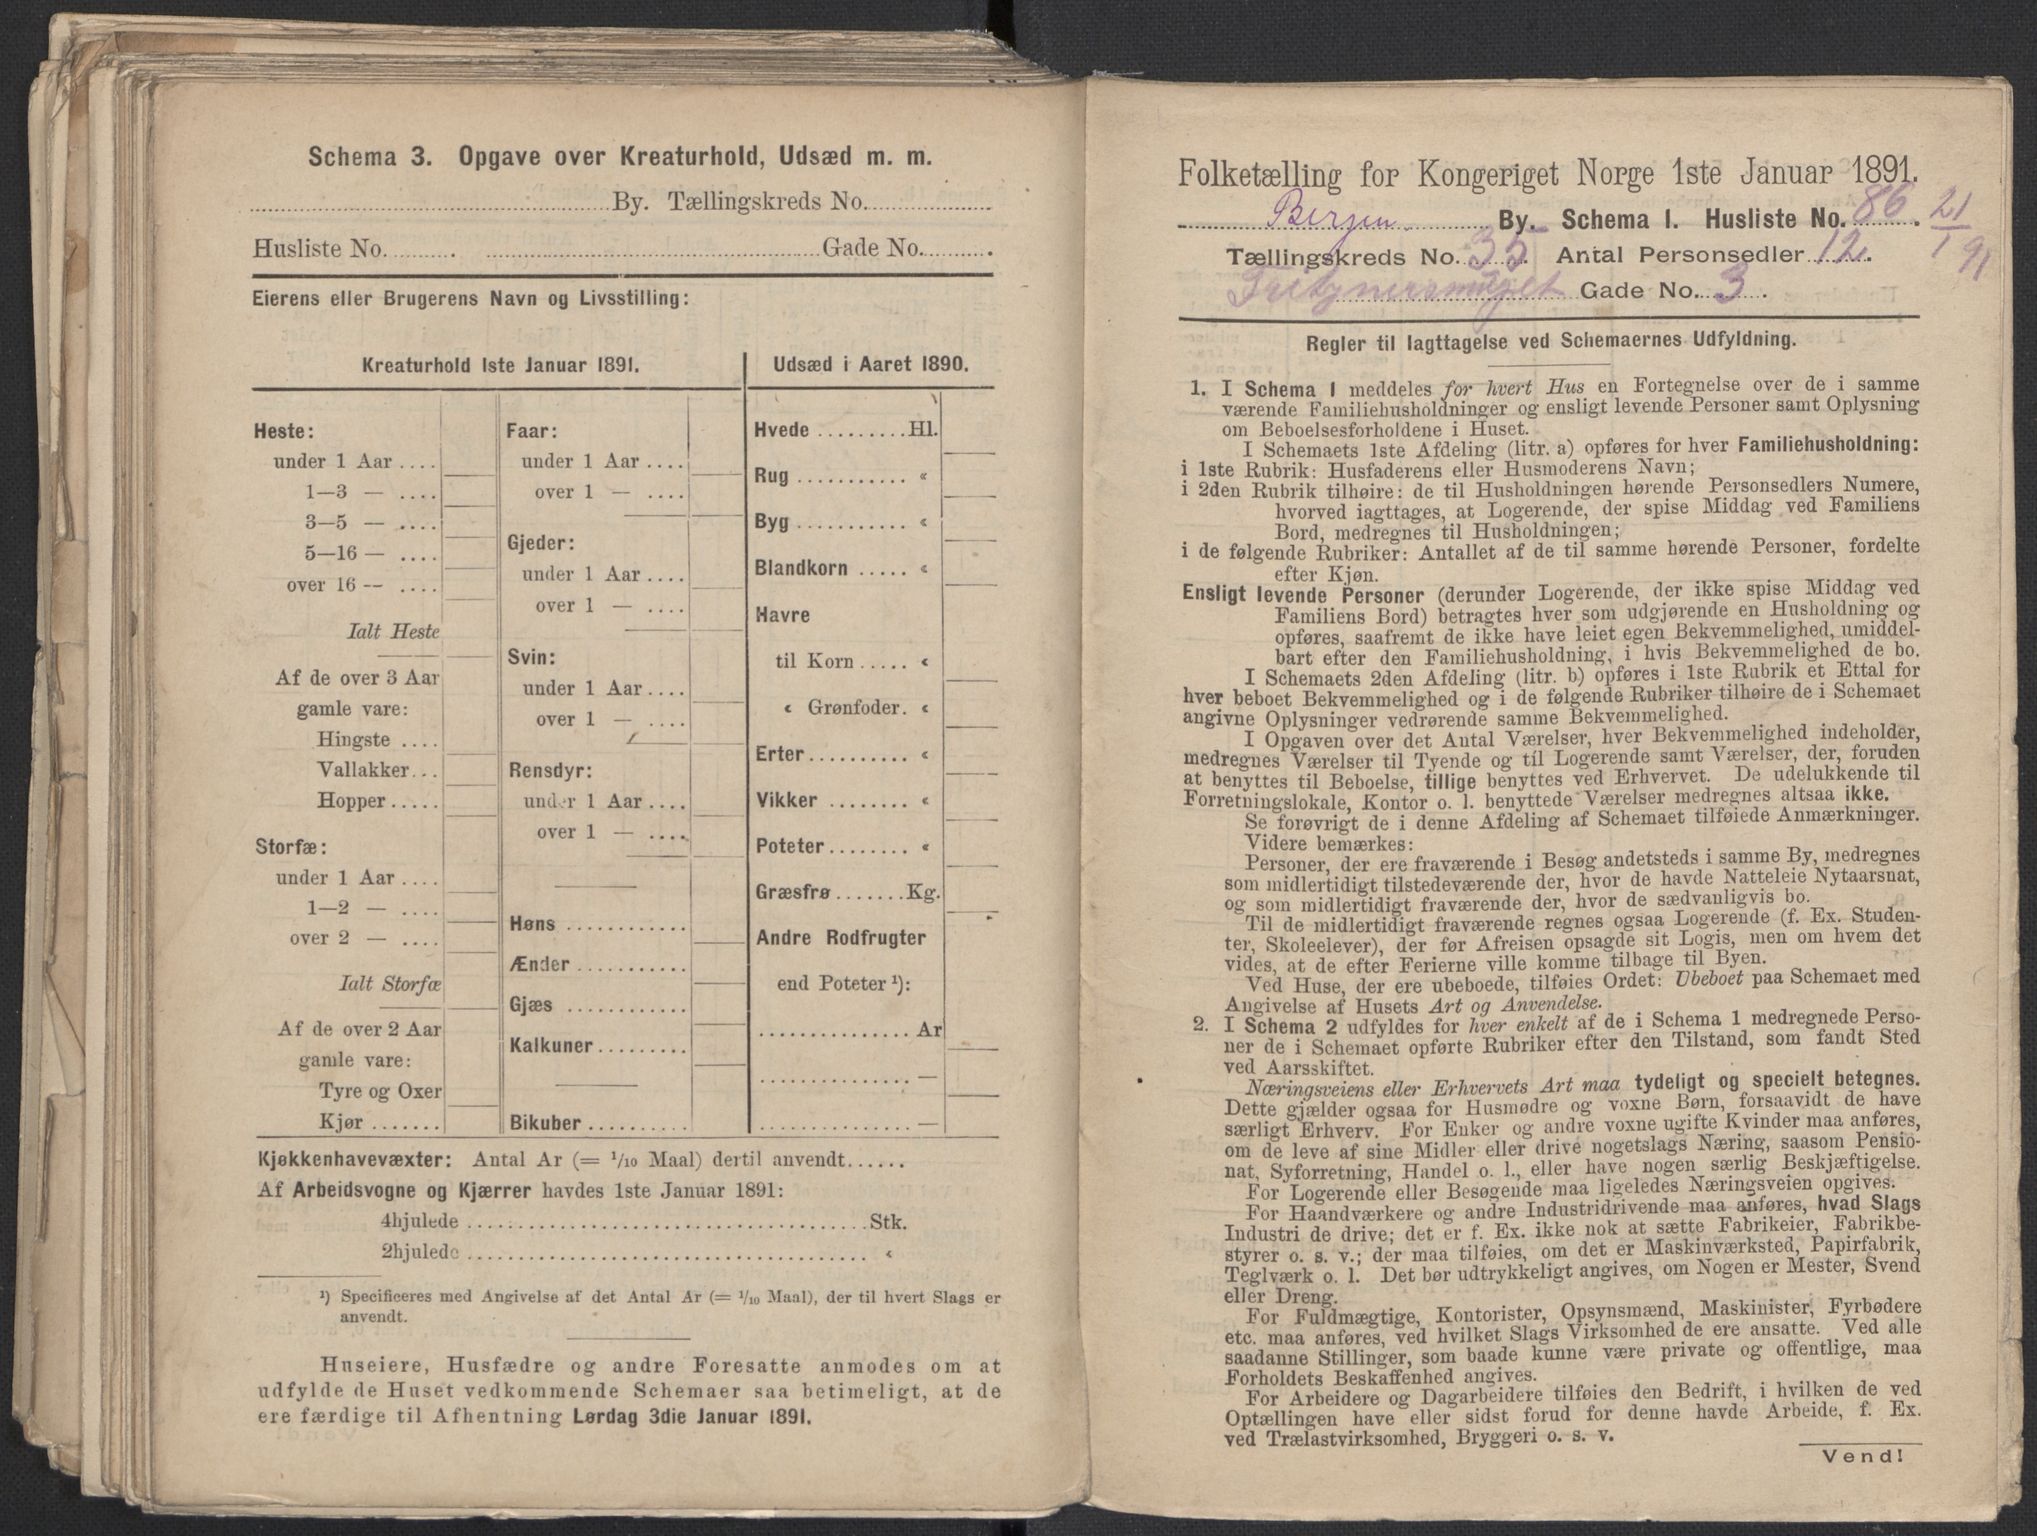 Schema 3. Opgave over Kreaturhold, Udsæd m. m.
By. Tællingskreds No.
Husliste No. Gade No.
Eierens eller Brugerens Navn og Livsstilling:
Kreaturhold 1ste Januar 1891.
Heste:
under 1 Aar ....
1—3 — ....
3—5 — ....
5—16 — ....
over 16 — ....
Ialt Heste
Af de over 3 Aar
gamle vare:
Hingste ....
Vallakker...
Hopper.....
Storfæ:
under 1 Aar....
1—2 — ....
over 2 — ....
Ialt Storfæ
Af de over 2 Aar
gamle vare:
Tyre og Oxer
Kjør .......
Faar:
under 1 Aar....
over 1 — ....
Gjeder:
under 1 Aar....
over 1 — ....
Svin:
under 1 Aar....
over 1 — ....
Rensdyr:
under 1 Aar....
over 1 — ....
Høns ............
Ænder ...........
Gjæs ............
Kalkuner.........
Bikuber ..........
Udsæd i Aaret 1890.
Hvede .........Hl.
Rug ........... «
Byg ........... «
Blandkorn ..... «
Havre
til Korn ..... «
« Grønfoder. «
Erter.......... «
Vikker ........ «
Poteter........ «
Græsfrø .......Kg.
Andre Rodfrugter
end Poteter ¹):
............... Ar
............... —
............... —
Kjøkkenhavevæxter: Antal Ar (= 1/10 Maal) dertil anvendt......
Af Arbeidsvogne og Kjærrer havdes 1ste Januar 1891:
4hjulede ........................................Stk.
2hjulede........................................ «
¹) Specificeres med Angivelse af det Antal Ar (= 1/10 Maal), der til hvert Slags er
anvendt.
Huseiere, Husfædre og andre Foresatte anmodes om at
udfylde de Huset vedkommende Schemaer saa betimeligt, at de
ere færdige til Afhentning Lørdag 3die Januar 1891.
Folketælling for Kongeriget Norge 1ste Januar 1891.
Bergen By. Schema 1. Husliste No. 86. 21/1 91
Tællingskreds No. 35. Antal Personsedler 12.
Gade No. 3.
Regler til Iagttagelse ved Schemaernes Udfyldning.
1. I Schema 1 meddeles for hvert Hus en Fortegnelse over de i samme
værende Familiehusholdninger og ensligt levende Personer samt Oplysning
om Beboelsesforholdene i Huset.
I Schemaets 1ste Afdeling (litr. a) opføres for hver Familiehusholdning:
i 1ste Rubrik: Husfaderens eller Husmoderens Navn;
i 2den Rubrik tilhøire: de til Husholdningen hørende Personsedlers Numere,
hvorved iagttages, at Logerende, der spise Middag ved Familiens
Bord, medregnes til Husholdningen;
i de følgende Rubriker: Antallet af de til samme hørende Personer, fordelte
efter Kjøn.
Ensligt levende Personer (derunder Logerende, der ikke spise Middag ved
Familiens Bord) betragtes hver som udgjørende en Husholdning og
opføres, saafremt de ikke have leiet egen Bekvemmelighed, umiddel-
bart efter den Familiehusholdning, i hvis Bekvemmelighed de bo.
I Schemaets 2den Afdeling (litr. b) opføres i 1ste Rubrik et Ettal for
hver beboet Bekvemmelighed og i de følgende Rubriker tilhøire de i Schemaet
angivne Oplysninger vedrørende samme Bekvemmelighed.
I Opgaven over det Antal Værelser, hver Bekvemmelighed indeholder,
medregnes Værelser til Tyende og til Logerende samt Værelser, der, foruden
at benyttes til Beboelse, tillige benyttes ved Erhvervet. De udelukkende til
Forretningslokale, Kontor o. l. benyttede Værelser medregnes altsaa ikke.
Se forøvrigt de i denne Afdeling af Schemaet tilføiede Anmærkninger.
Videre bemærkes:
Personer, der ere fraværende i Besøg andetsteds i samme By, medregnes
som midlertidigt tilstedeværende der, hvor de havde Natteleie Nytaarsnat,
og som midlertidigt fraværende der, hvor de sædvanligvis bo.
Til de midlertidigt fraværende regnes ogsaa Logerende (f. Ex. Studen-
ter, Skoleelever), der før Afreisen opsagde sit Logis, men om hvem det
vides, at de efter Ferierne ville komme tilbage til Byen.
Ved Huse, der ere ubeboede, tilføies Ordet: Ubeboet paa Schemaet med
Angivelse af Husets Art og Anvendelse.
2. I Schema 2 udfyldes for hver enkelt af de i Schema 1 medregnede Perso-
ner de i Schemaet opførte Rubriker efter den Tilstand, som fandt Sted
ved Aarsskiftet.
Næringsveiens eller Erhvervets Art maa tydeligt og specielt betegnes.
Dette gjælder ogsaa for Husmødre og voxne Børn, forsaavidt de have
særligt Erhverv. For Enker og andre voxne ugifte Kvinder maa anføres,
om de leve af sine Midler eller drive nogetslags Næring, saasom Pensio-
nat, Syforretning, Handel o. l., eller have nogen særlig Beskjæftigelse.
For Logerende eller Besøgende maa ligeledes Næringsveien opgives.
For Haandværkere og andre Industridrivende maa anføres, hvad Slags
Industri de drive; det er f. Ex. ikke nok at sætte Fabrikeier, Fabrikbe-
styrer o. s. v.; der maa tilføies, om det er Maskinværksted, Papirfabrik,
Teglværk o. l. Det bør udtrykkeligt angives, om Nogen er Mester, Svend
eller Dreng.
For Fuldmægtige, Kontorister, Opsynsmænd, Maskinister, Fyrbødere
etc. maa anføres, ved hvilket Slags Virksomhed de ere ansatte. Ved alle
saadanne Stillinger, som baade kunne være private og offentlige, maa
Forholdets Beskaffenhed angives.
For Arbeidere og Dagarbeidere tilføies den Bedrift, i hvilken de ved
Optællingen have eller sidst forud for denne havde Arbeide, f. Ex.
ved Trælastvirksomhed, Bryggeri o. s. v.
Vend!